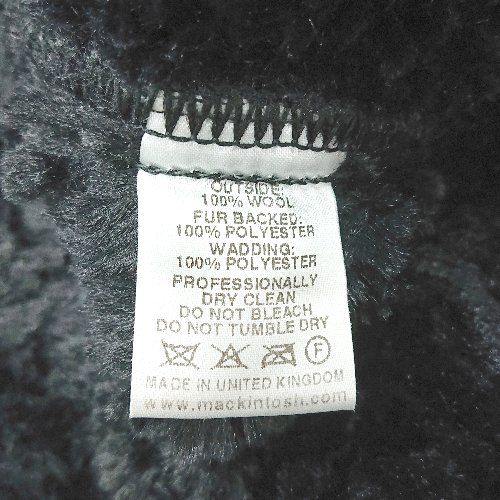 OUTSIDE:
100% WOOL
FUR BACKED:
100% POLYESTER
WADDING:
100% POLYESTER
PROFESSIONALLY
DRY CLEAN
DO NOT BLEACH
DO NOT TUMBLE DRY
F
MADE IN UNITED KINGDOM
www.mackintosh.com